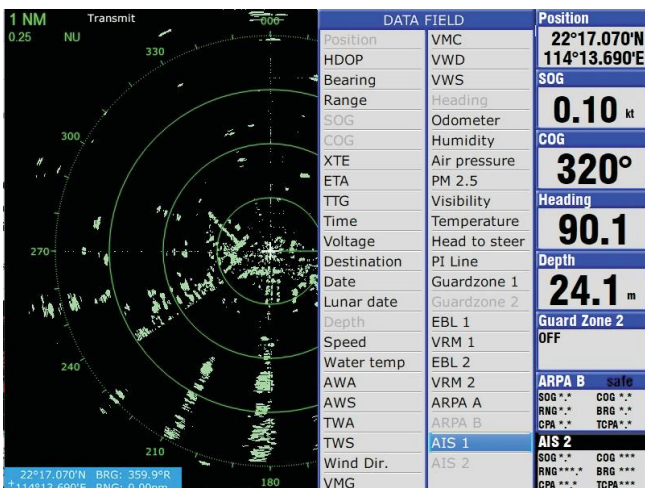 1 NM Transmit
0.25 NU
000
330
300
270
240
210
180
22°17.070'N BRG: 359.9°R
+114°13.690'E RNG: 0.00nm
DATA FIELD
Position
HDOP
Bearing
Range
SOG
COG
XTE
ETA
TTG
Time
Voltage
Destination
Date
Lunar date
Depth
Speed
Water temp
AWA
AWS
TWA
TWS
Wind Dir.
VMG
VMC
VWD
VWS
Heading
Odometer
Humidity
Air pressure
PM 2.5
Visibility
Temperature
Head to steer
PI Line
Guardzone 1
Guardzone 2
EBL 1
VRM 1
EBL 2
VRM 2
ARPA A
ARPA B
AIS 1
AIS 2
Position
22°17.070'N
114°13.690'E
SOG
0.10 kt
COG
320°
Heading
90.1
Depth
24.1 m
Guard Zone 2
OFF
ARPA B safe
SOG *.* COG *.*
RNG *.* BRG *.*
CPA *.* TCPA*.*
AIS 2
SOG *.* COG ***
RNG***.* BRG ***
CPA **.* TCPA***